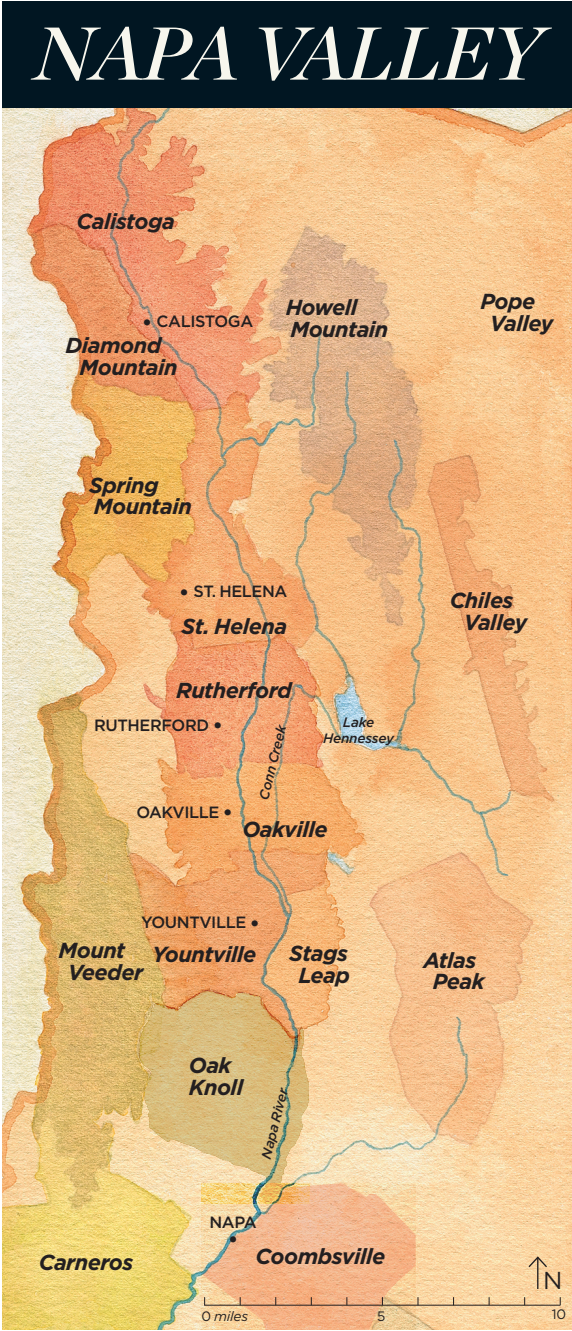 NAPA VALLEY
Calistoga
CALISTOGA
Diamond
Mountain
Howell
Mountain
Pope
Valley
Spring
Mountain
ST. HELENA
St. Helena
Chiles
Valley
Rutherford
RUTHERFORD
Lake
Hennessey
Conn Creek
OAKVILLE
Oakville
YOUNTVILLE
Yountville
Mount
Veeder
Stags
Leap
Atlas
Peak
Oak
Knoll
Napa River
NAPA
Carneros
Coombsville
N
0 miles 5 10